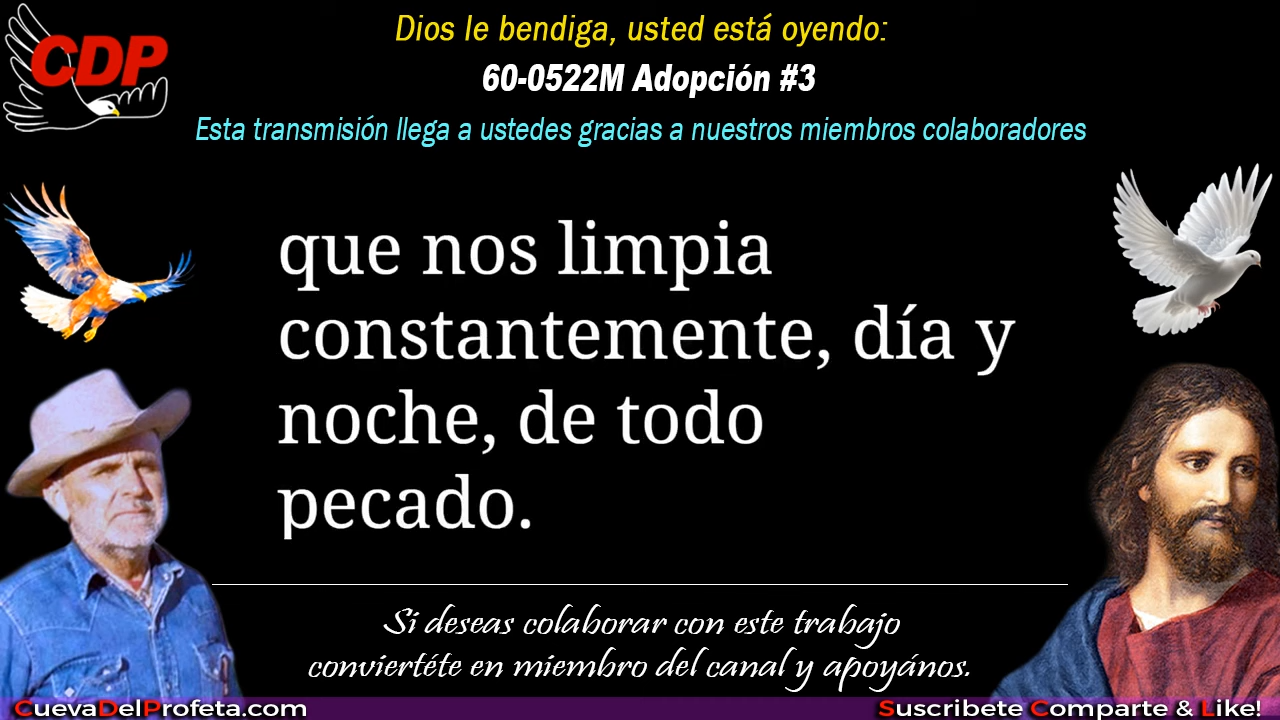 CDP
Dios le bendiga, usted está oyendo:
60-0522M Adopción #3
Esta transmisión llega a ustedes gracias a nuestros miembros colaboradores
que nos limpia
constantemente, día y
noche, de todo
pecado.
Si deseas colaborar con este trabajo
conviertéte en miembro del canal y apoyános.
CuevaDelProfeta.com
Suscribete Comparte & Like!